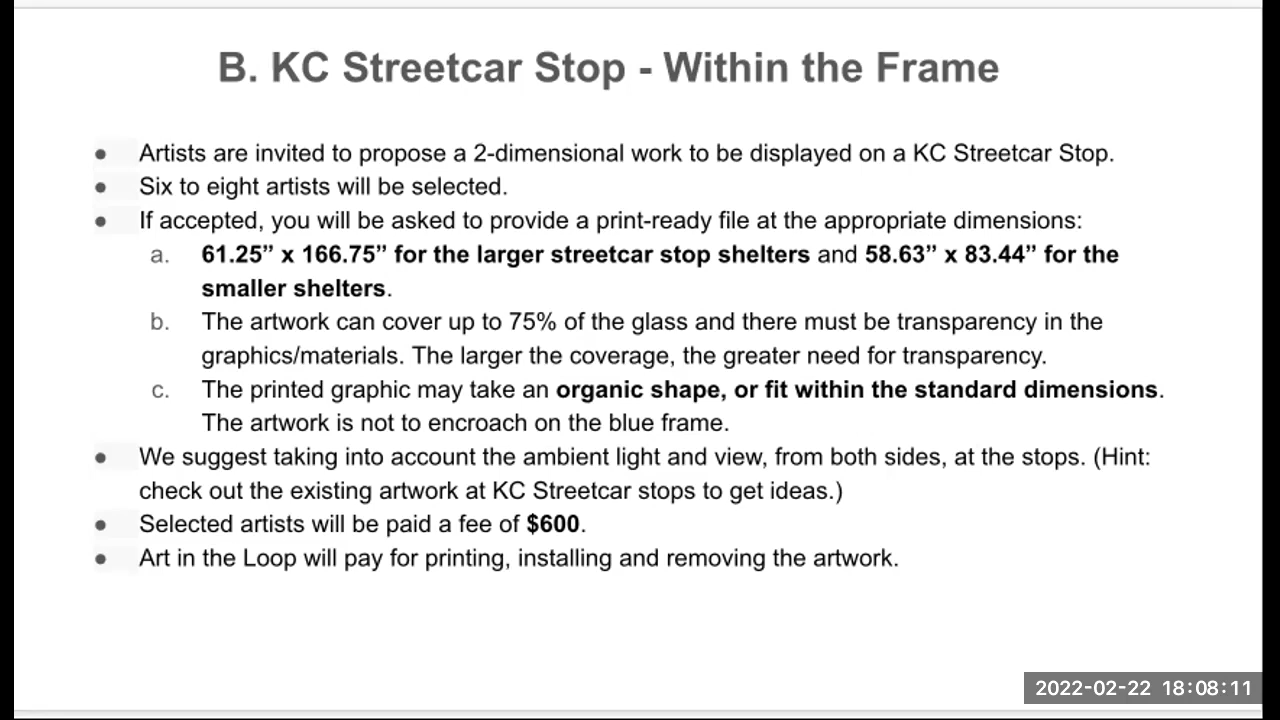 B. KC Streetcar Stop - Within the Frame
● Artists are invited to propose a 2-dimensional work to be displayed on a KC Streetcar Stop.
● Six to eight artists will be selected.
● If accepted, you will be asked to provide a print-ready file at the appropriate dimensions:
a. 61.25” x 166.75” for the larger streetcar stop shelters and 58.63” x 83.44” for the
smaller shelters.
b. The artwork can cover up to 75% of the glass and there must be transparency in the
graphics/materials. The larger the coverage, the greater need for transparency.
c. The printed graphic may take an organic shape, or fit within the standard dimensions.
The artwork is not to encroach on the blue frame.
● We suggest taking into account the ambient light and view, from both sides, at the stops. (Hint:
check out the existing artwork at KC Streetcar stops to get ideas.)
● Selected artists will be paid a fee of $600.
● Art in the Loop will pay for printing, installing and removing the artwork.
2022-02-22 18:08:11